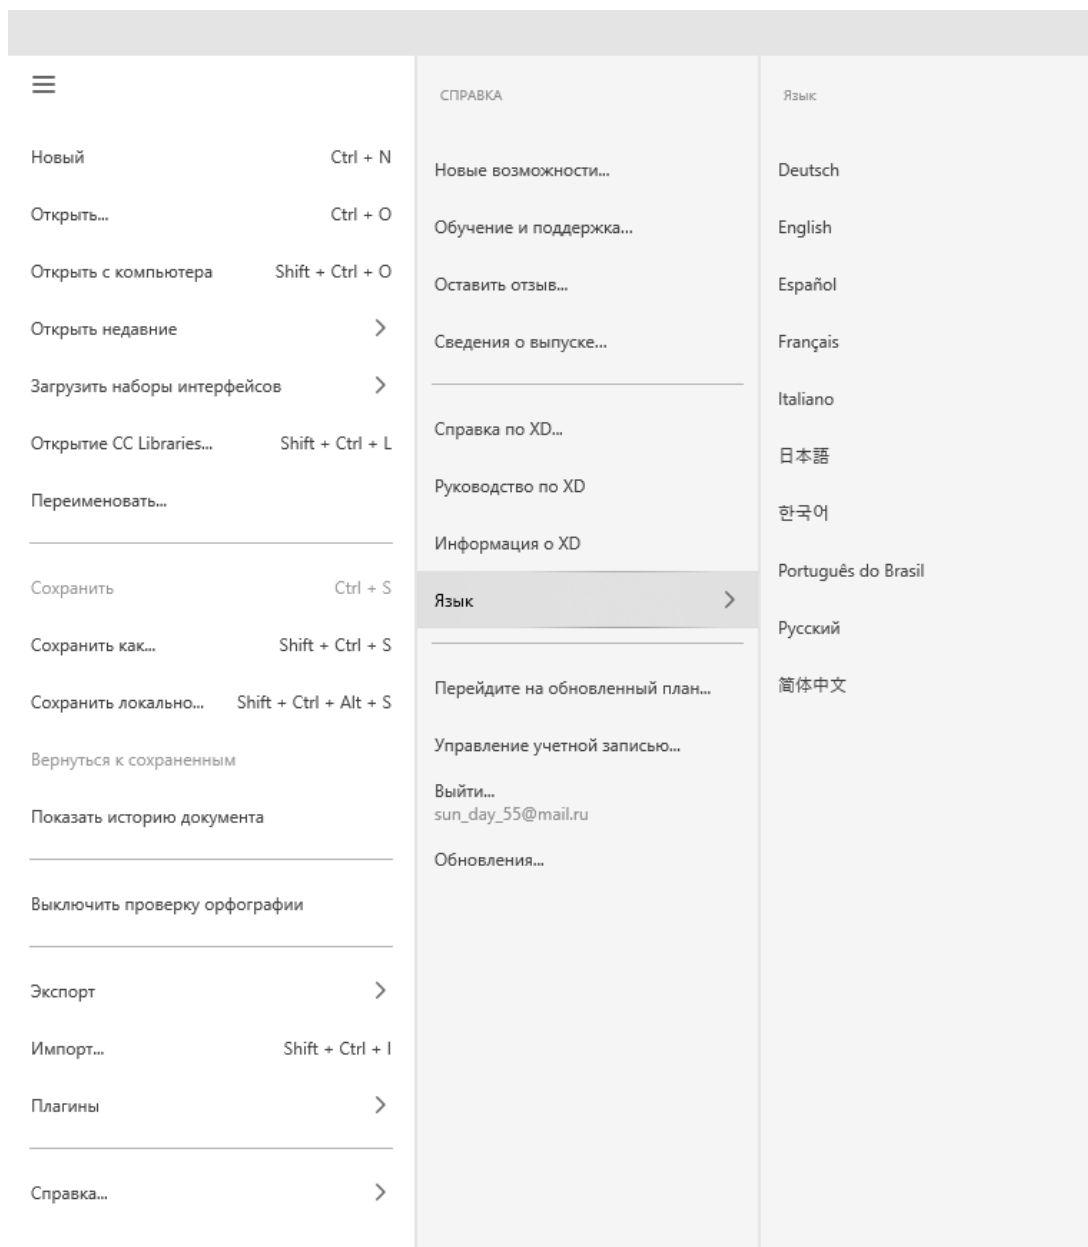 Новый Ctrl + N
Открыть... Ctrl + O
Открыть с компьютера Shift + Ctrl + O
Открыть недавние
Загрузить наборы интерфейсов
Открытие CC Libraries... Shift + Ctrl + L
Переименовать...
Сохранить Ctrl + S
Сохранить как... Shift + Ctrl + S
Сохранить локально... Shift + Ctrl + Alt + S
Вернуться к сохраненным
Показать историю документа
Выключить проверку орфографии
Экспорт
Импорт... Shift + Ctrl + I
Плагины
Справка...
СПРАВКА
Новые возможности...
Обучение и поддержка...
Оставить отзыв...
Сведения о выпуске...
Справка по XD...
Руководство по XD
Информация о XD
Язык
Перейдите на обновленный план...
Управление учетной записью...
Выйти...
sun_day_55@mail.ru
Обновления...
Язык
Deutsch
English
Español
Français
Italiano
日本語
한국어
Português do Brasil
Русский
简体中文